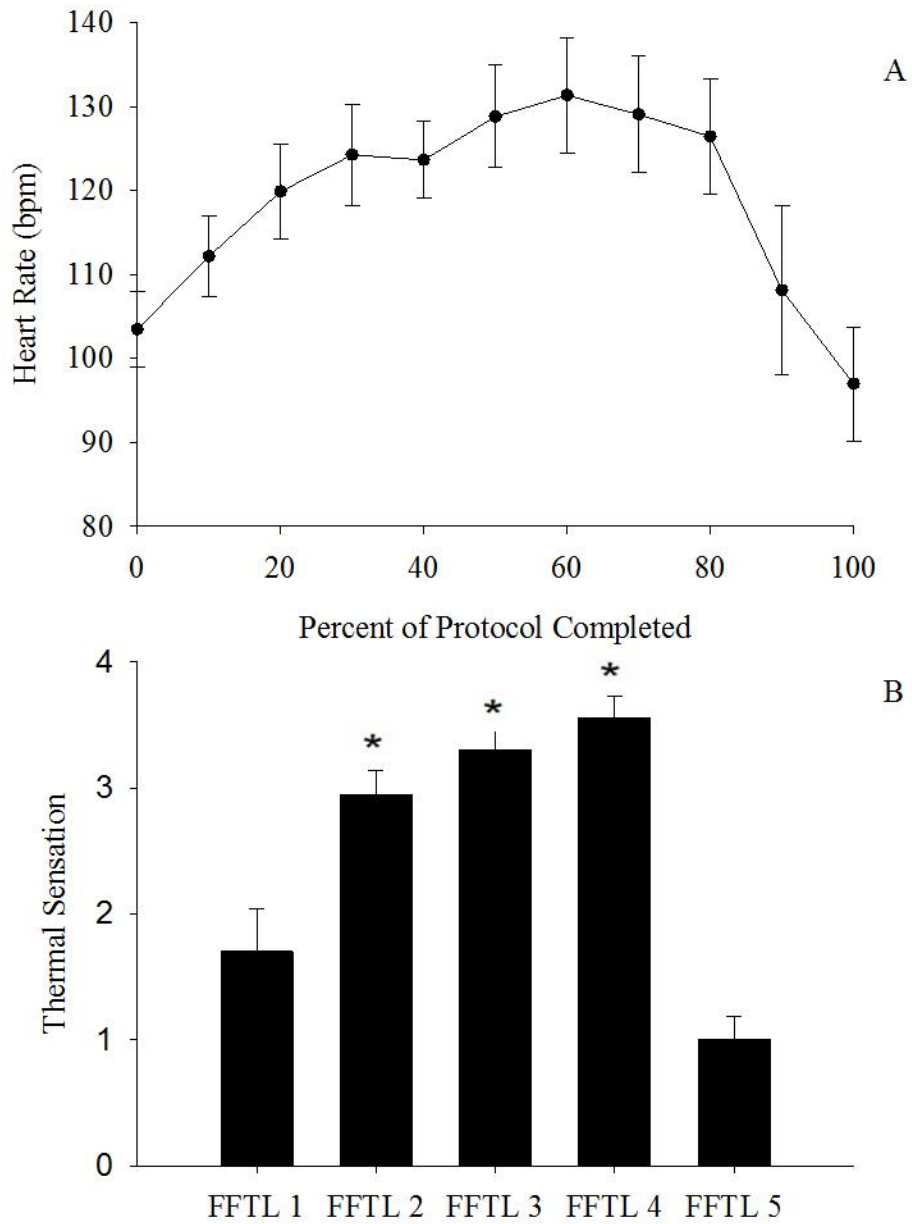 140
A
130
120
110
100
90
80
Heart Rate (bpm)
0 20 40 60 80 100
Percent of Protocol Completed
4
B
*
*
*
3
2
1
0
Thermal Sensation
FFTL 1 FFTL 2 FFTL 3 FFTL 4 FFTL 5